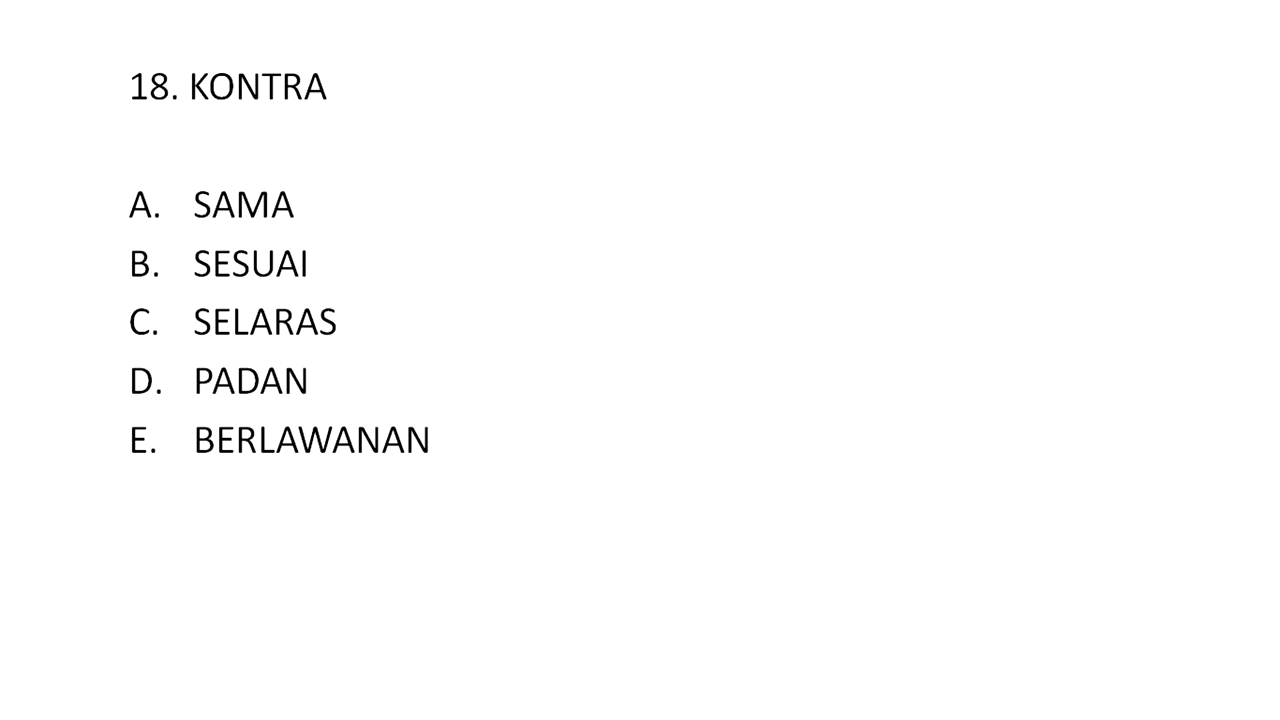 18. KONTRA
A. SAMA
B. SESUAI
C. SELARAS
D. PADAN
E. BERLAWANAN